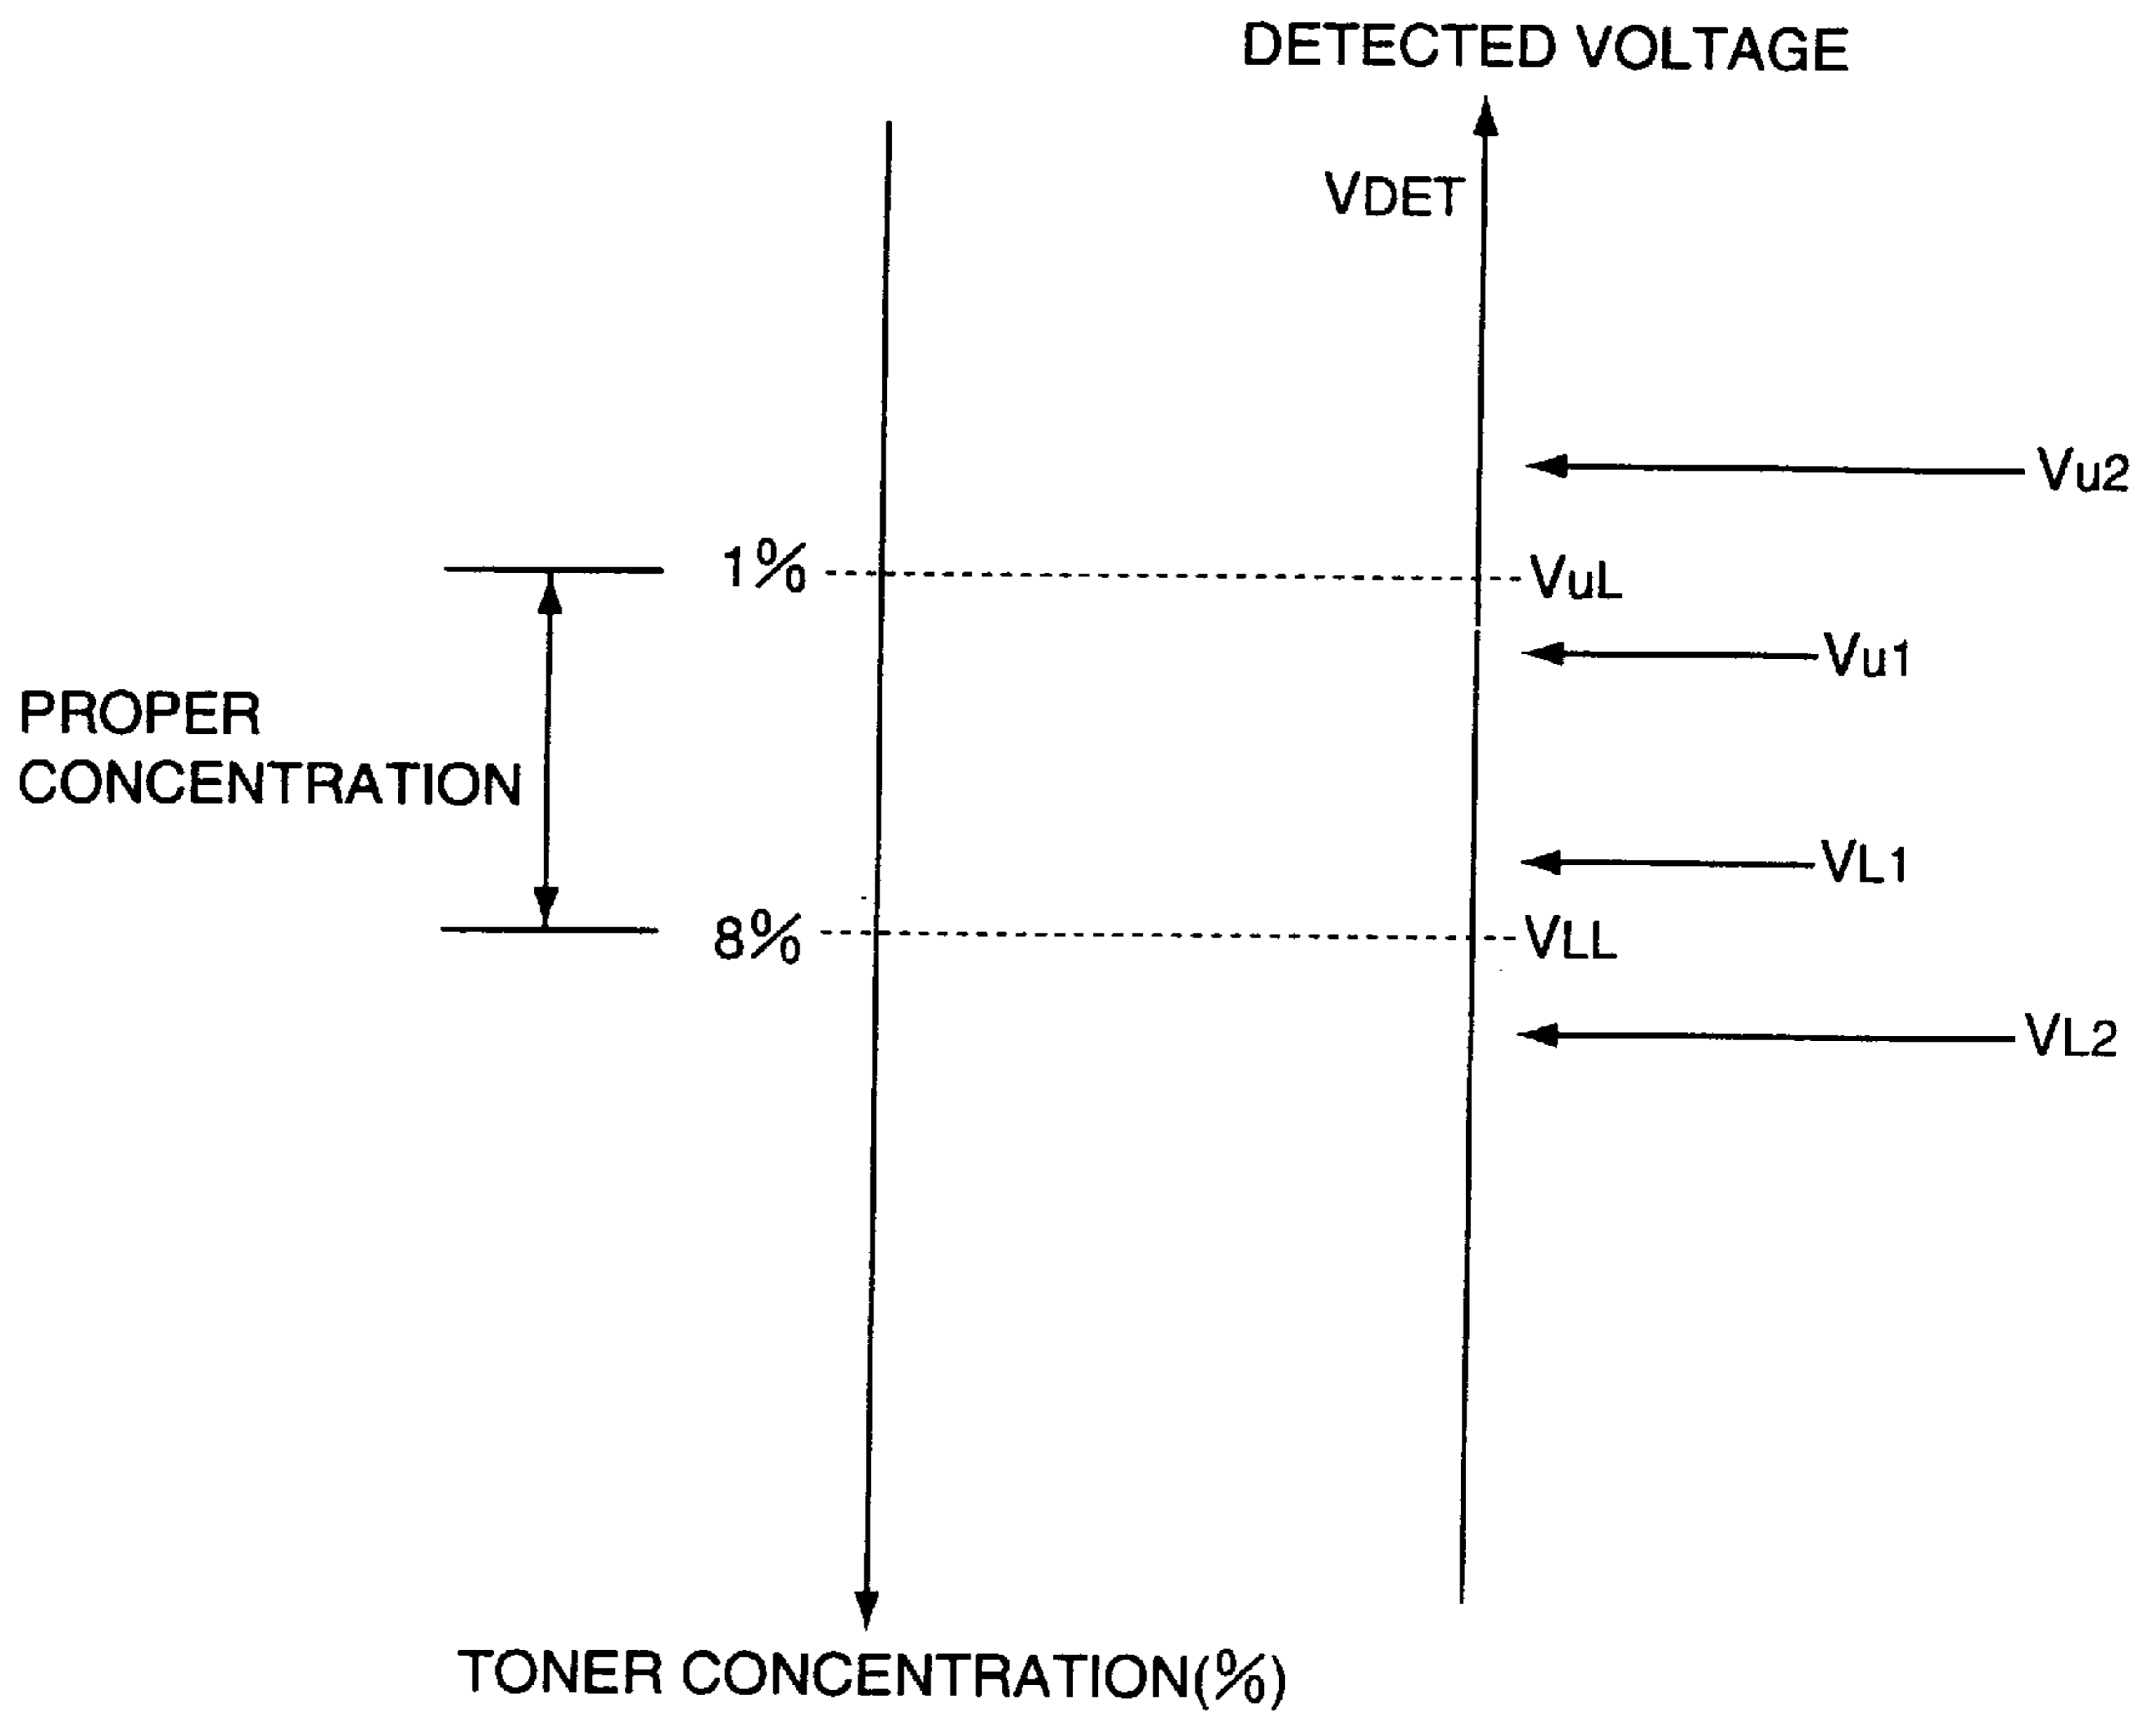 DETECTED VOLTAGE
VDET
Vu2
1%
VuL
Vu1
PROPER
CONCENTRATION
VL1
8%
VLL
VL2
TONER CONCENTRATION(%)